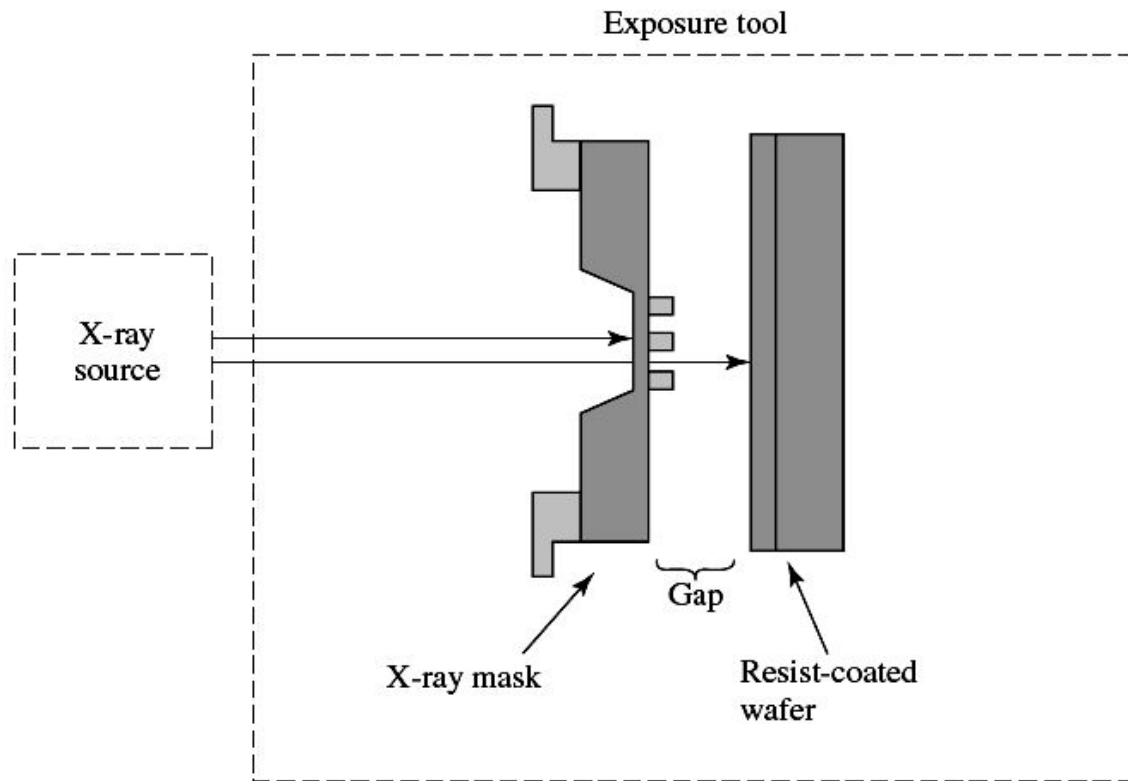 Exposure tool
X-ray
source
Gap
X-ray mask
Resist-coated
wafer